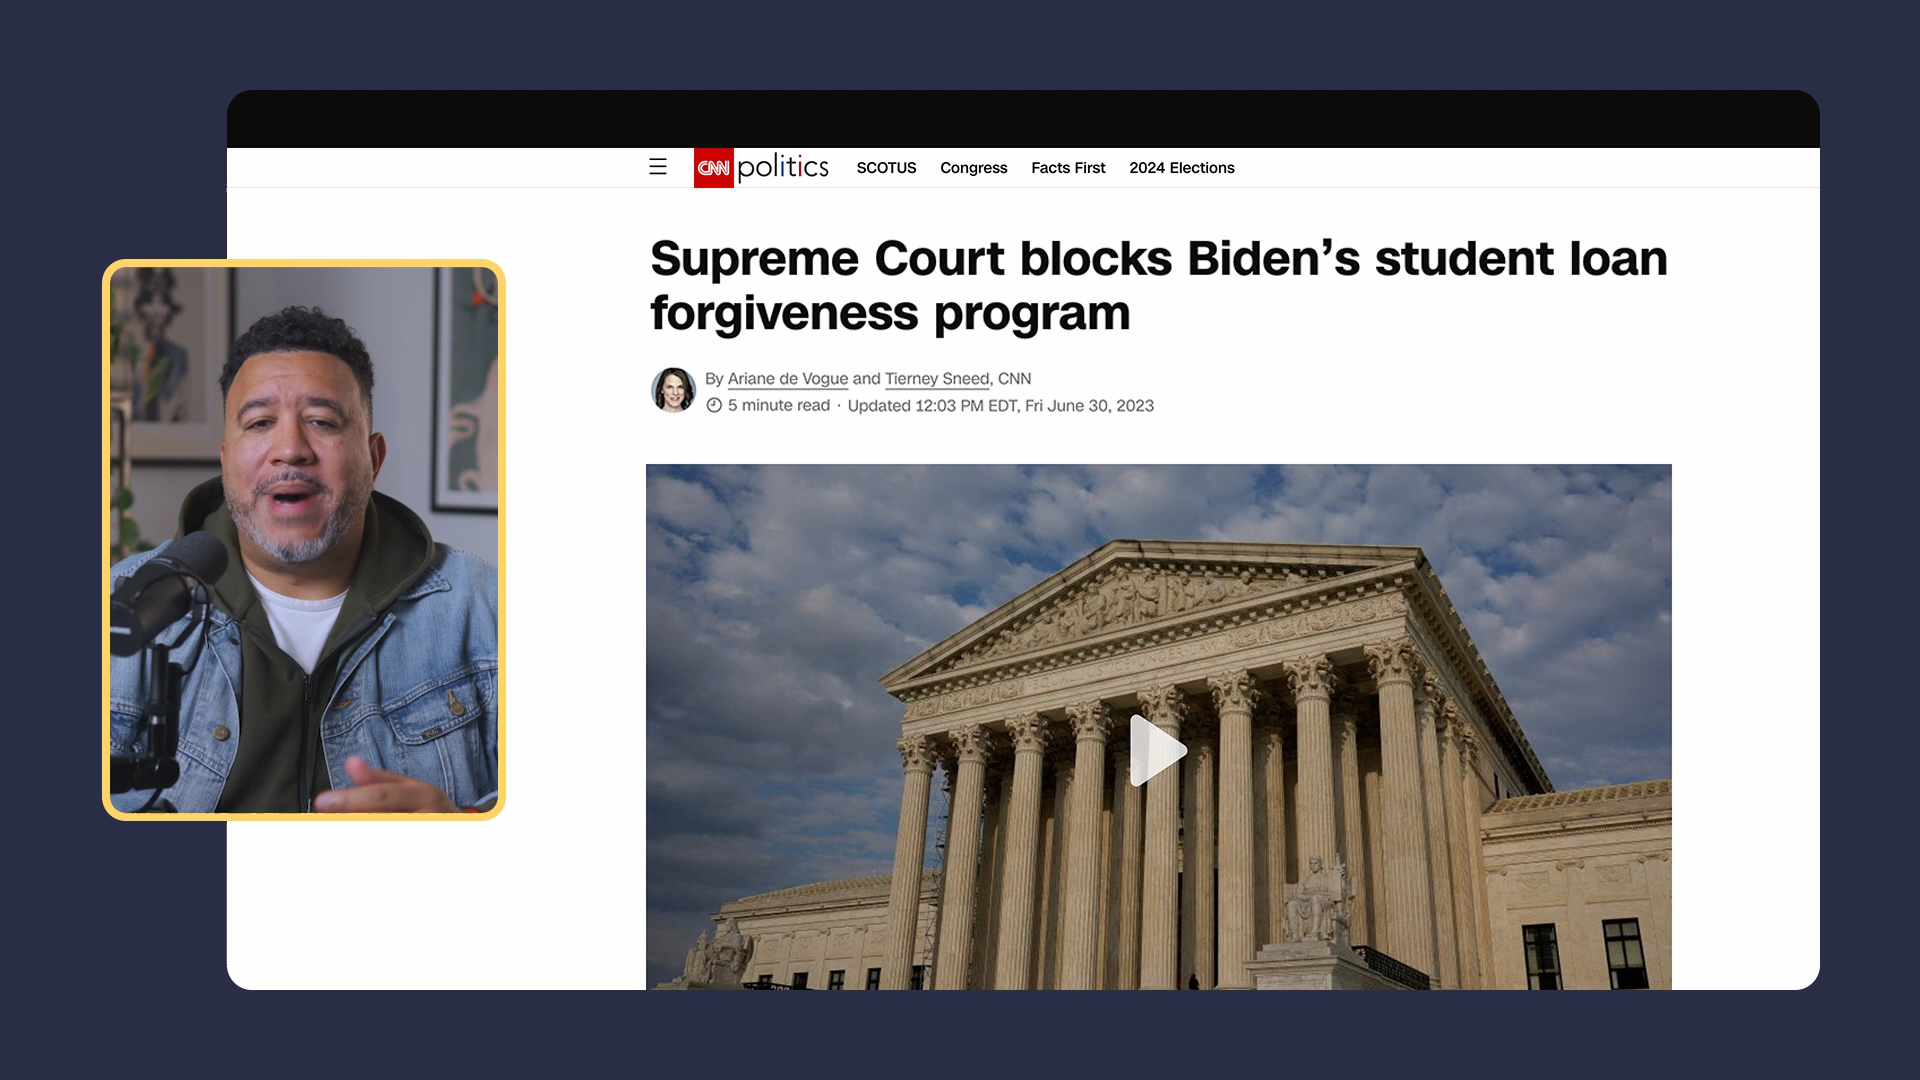 CNN politics SCOTUS Congress Facts First 2024 Elections
Supreme Court blocks Biden’s student loan
forgiveness program
By Ariane de Vogue and Tierney Sneed, CNN
5 minute read · Updated 12:03 PM EDT, Fri June 30, 2023